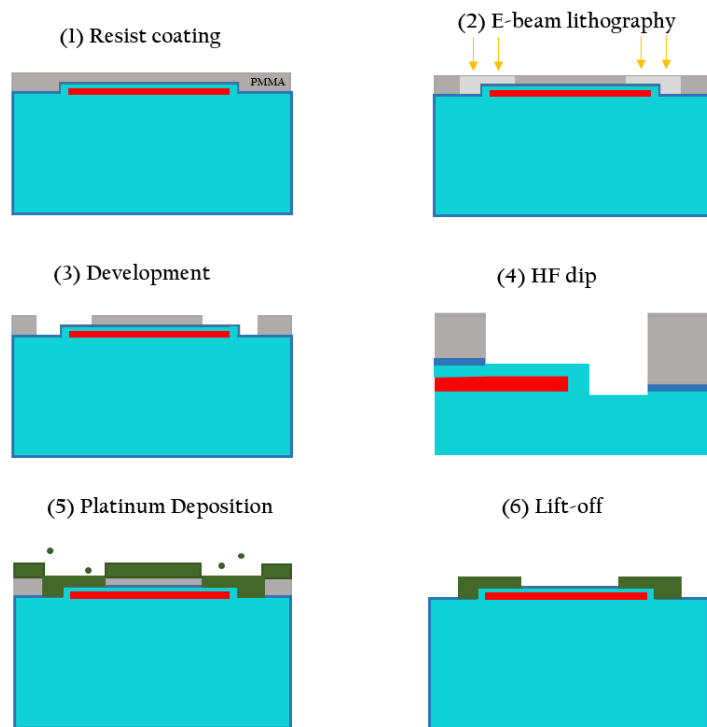 (1) Resist coating
(2) E-beam lithography
PMMA
(3) Development
(4) HF dip
(5) Platinum Deposition
(6) Lift-off